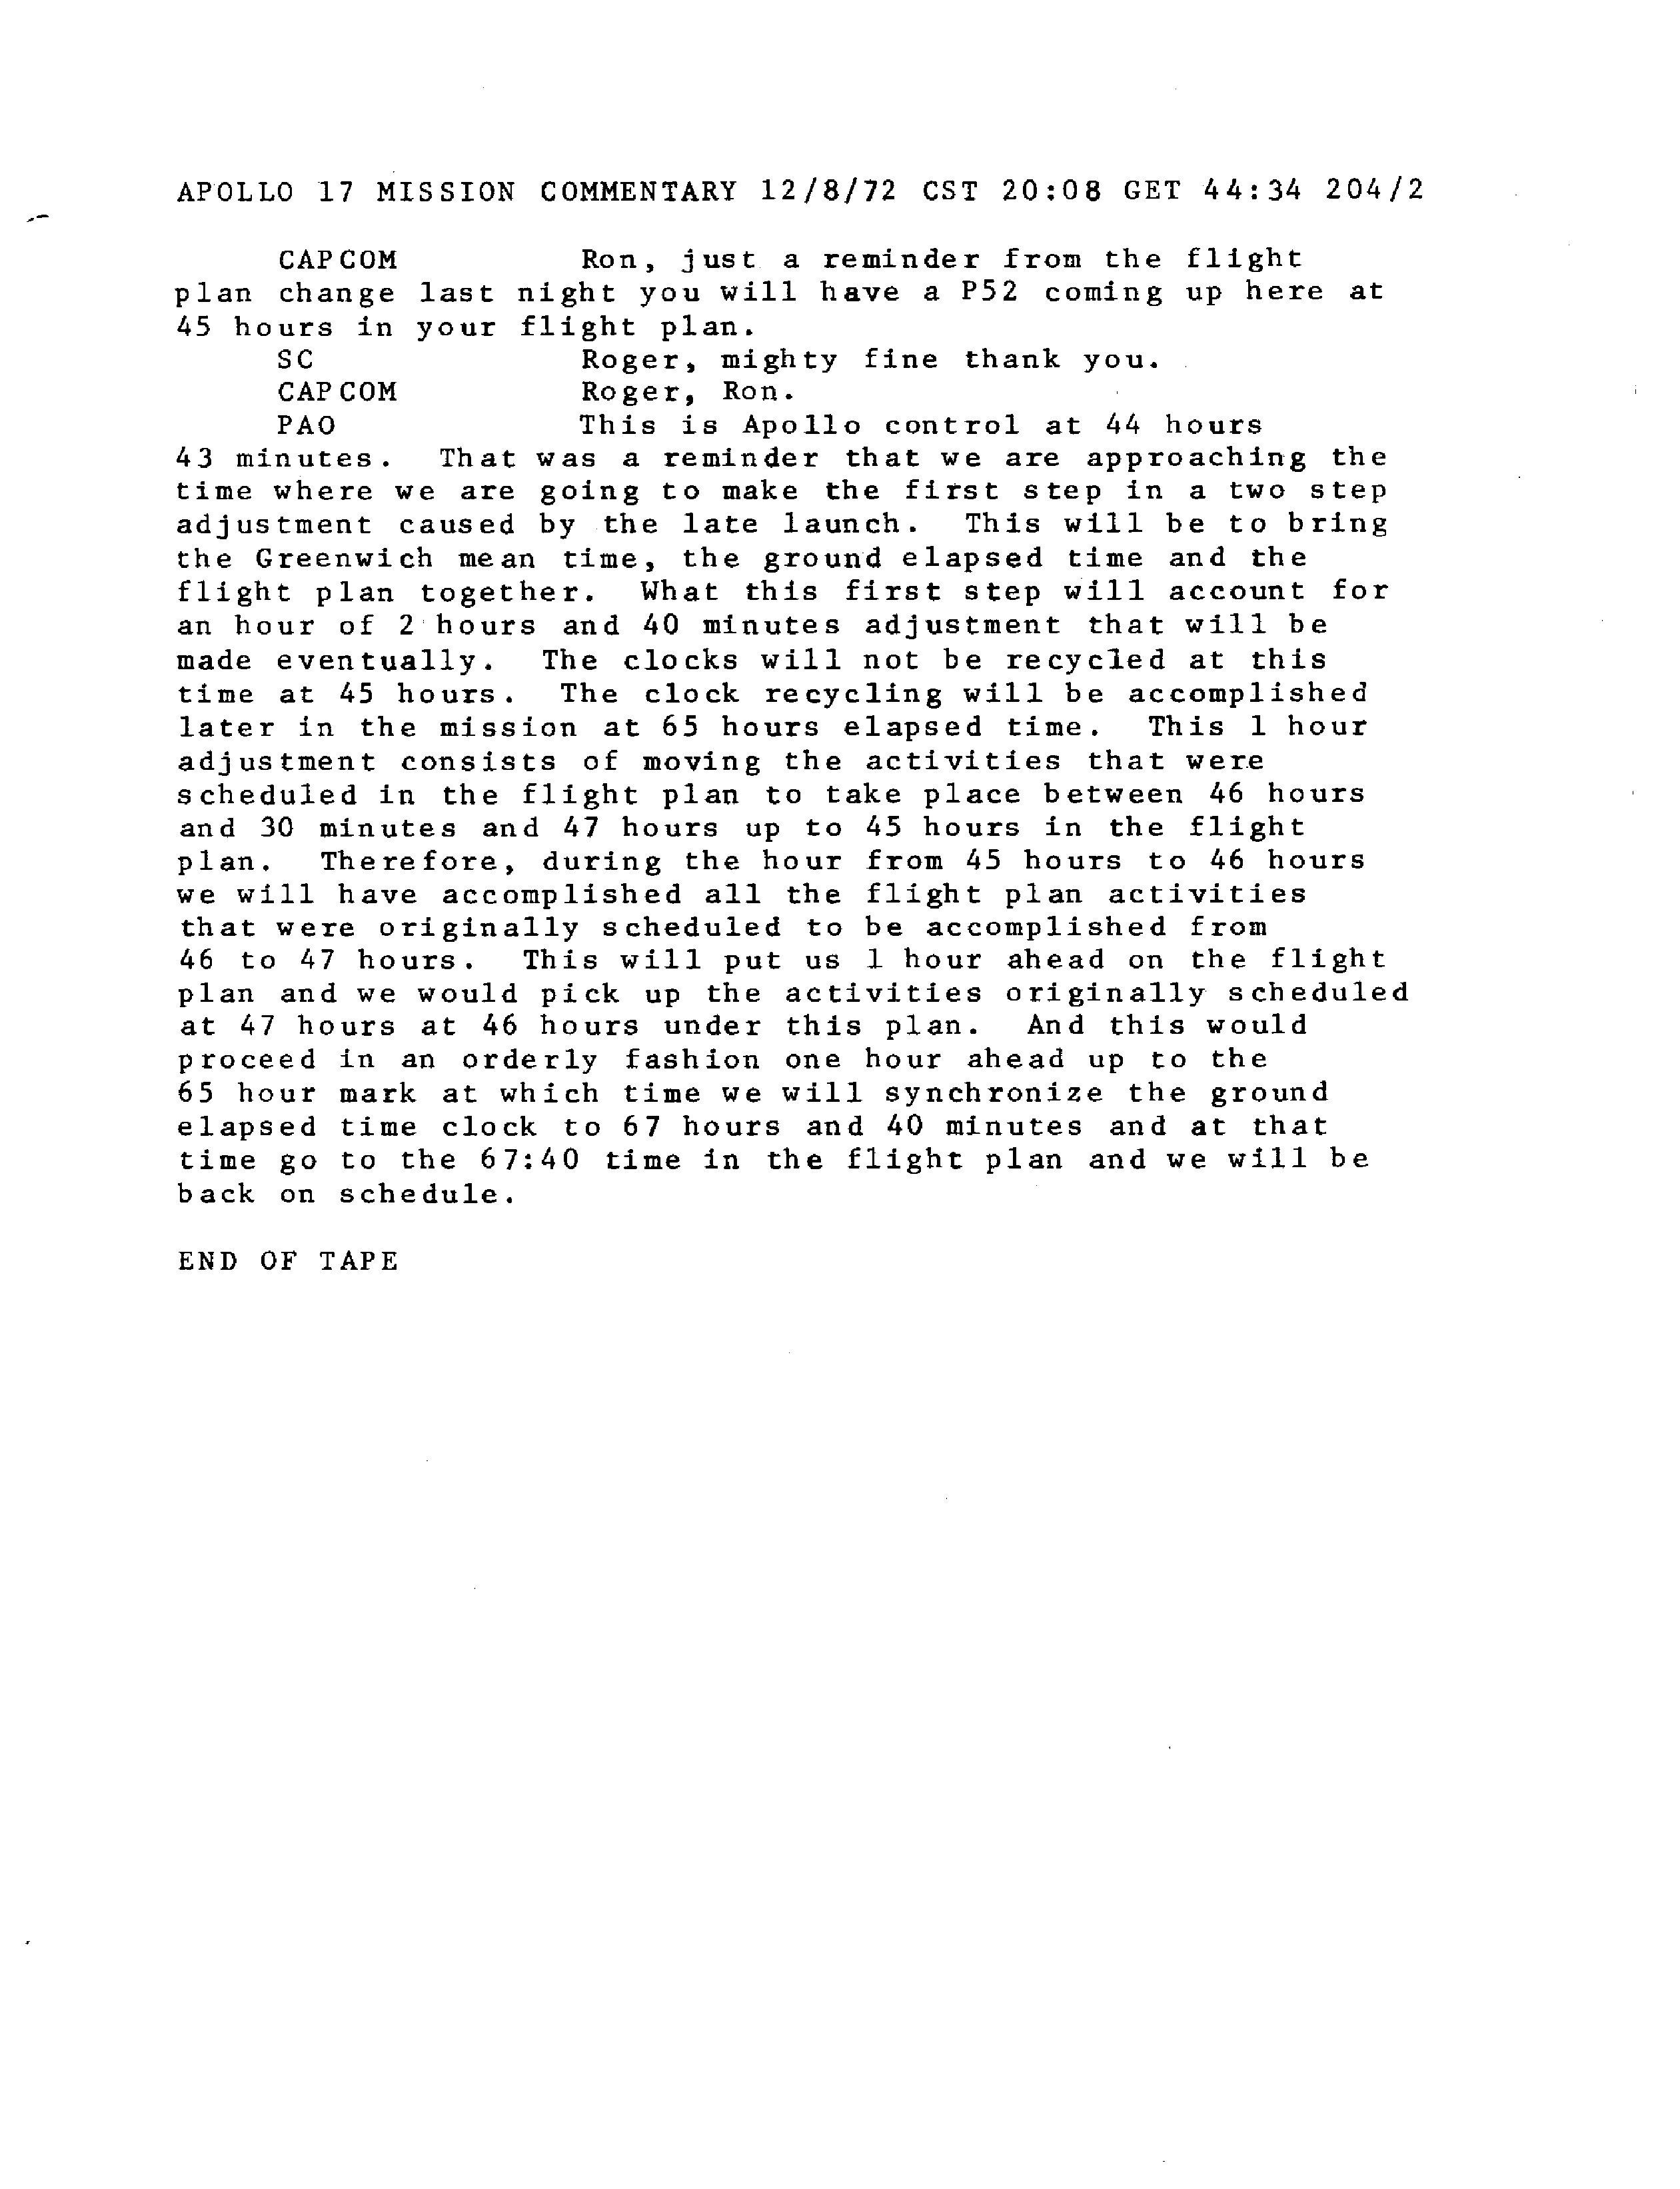 APOLLO 17 MISSION COMMENTARY 12/8/72 CST 20:08 GET 44:34 204/2
CAPCOM Ron, just a reminder from the flight
plan change last night you will have a P52 coming up here at
45 hours in your flight plan.
SC Roger, mighty fine thank you.
CAPCOM Roger, Ron.
PAO This is Apollo control at 44 hours
43 minutes. That was a reminder that we are approaching the
time where we are going to make the first step in a two step
adjustment caused by the late launch. This will be to bring
the Greenwich mean time, the ground elapsed time and the
flight plan together. What this first step will account for
an hour of 2 hours and 40 minutes adjustment that will be
made eventually. The clocks will not be recycled at this
time at 45 hours. The clock recycling will be accomplished
later in the mission at 65 hours elapsed time. This 1 hour
adjustment consists of moving the activities that were
scheduled in the flight plan to take place between 46 hours
and 30 minutes and 47 hours up to 45 hours in the flight
plan. Therefore, during the hour from 45 hours to 46 hours
we will have accomplished all the flight plan activities
that were originally scheduled to be accomplished from
46 to 47 hours. This will put us 1 hour ahead on the flight
plan and we would pick up the activities originally scheduled
at 47 hours at 46 hours under this plan. And this would
proceed in an orderly fashion one hour ahead up to the
65 hour mark at which time we will synchronize the ground
elapsed time clock to 67 hours and 40 minutes and at that
time go to the 67:40 time in the flight plan and we will be
back on schedule.
END OF TAPE